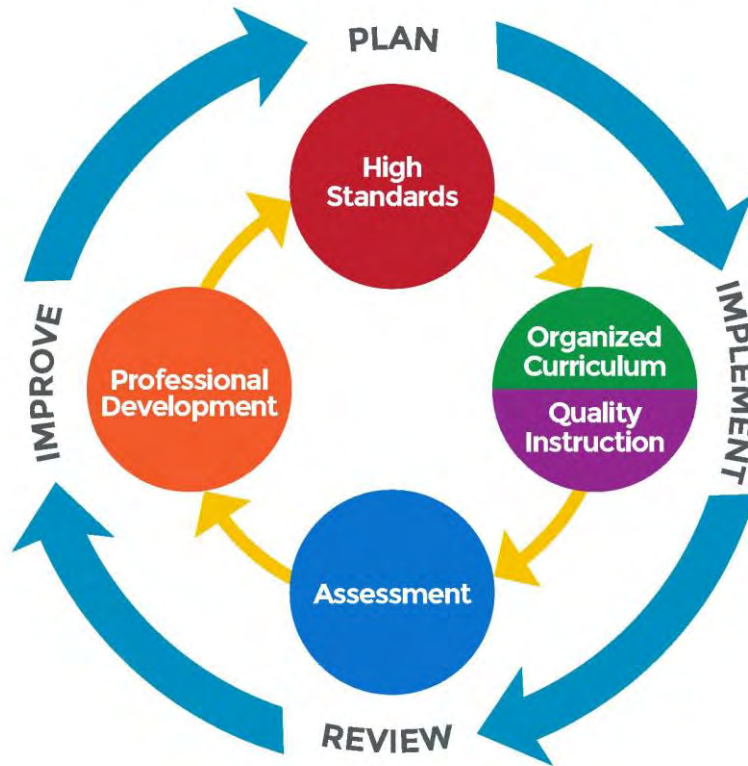 PLAN
High
Standards
IMPLEMENT
Organized
Curriculum
Quality
Instruction
REVIEW
Assessment
IMPROVE
Professional
Development